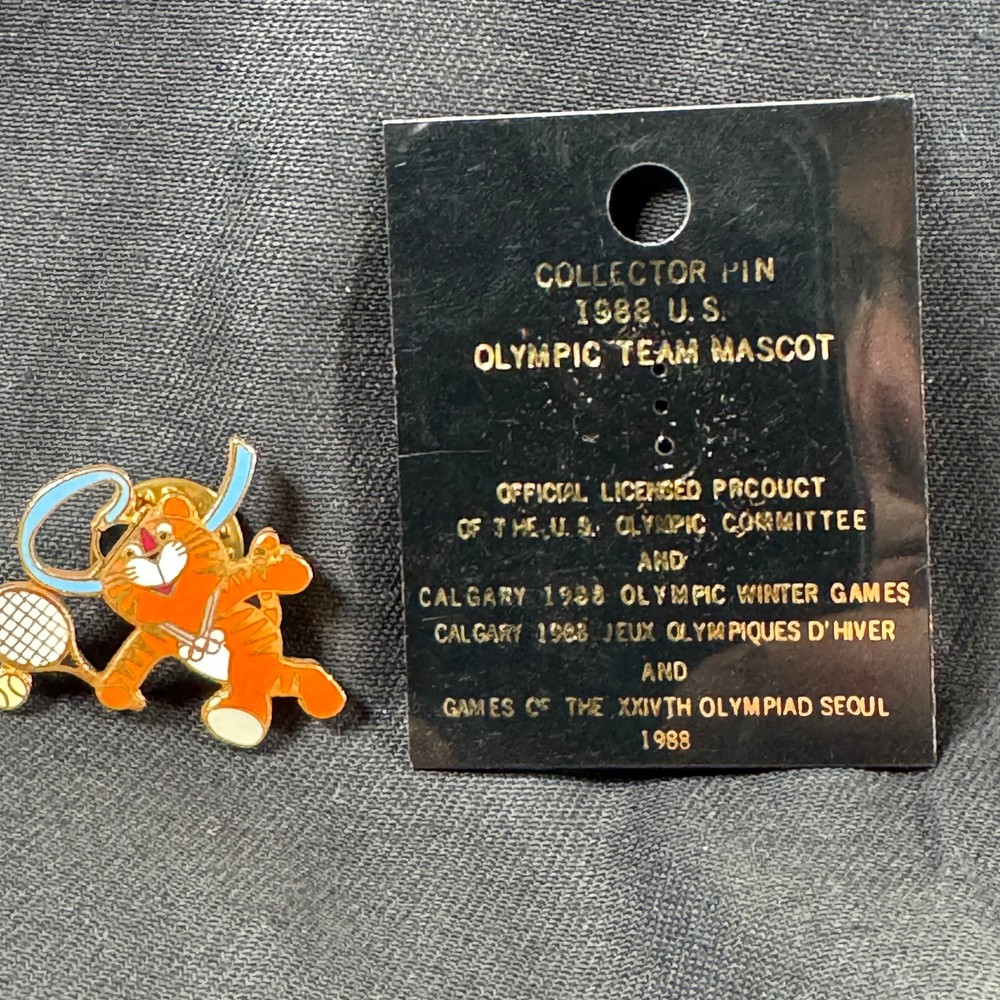 COLLECTOR PIN
1988 U.S.
OLYMPIC TEAM MASCOT
OFFICIAL LICENSED PRCOUCT
OF THE U.S. OLYMPIC COMMITTEE
AND
CALGARY 1988 OLYMPIC WINTER GAMES
CALGARY 1988 JEUX OLYMPIQUES D'HIVER
AND
GAMES OF THE XXIVTH OLYMPIAD SEOUL
1988